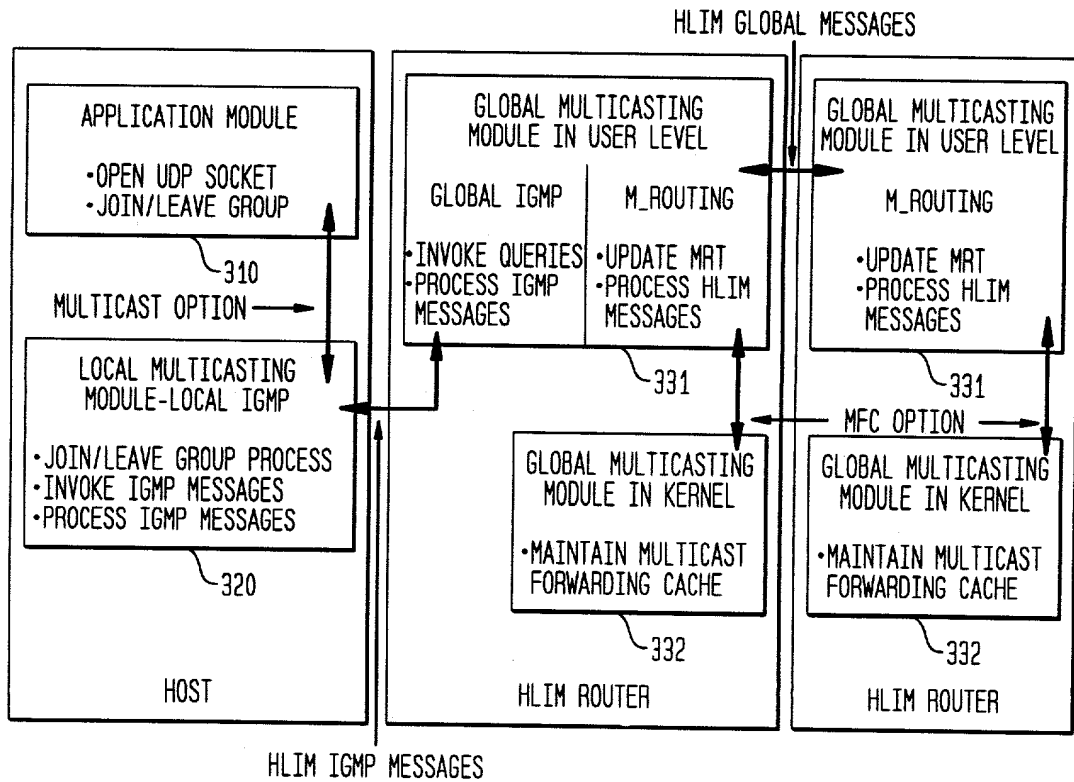 HLIM GLOBAL MESSAGES
APPLICATION MODULE
•OPEN UDP SOCKET
•JOIN/LEAVE GROUP
310
MULTICAST OPTION
LOCAL MULTICASTING
MODULE-LOCAL IGMP
•JOIN/LEAVE GROUP PROCESS
•INVOKE IGMP MESSAGES
•PROCESS IGMP MESSAGES
320
HOST
HLIM IGMP MESSAGES
GLOBAL MULTICASTING
MODULE IN USER LEVEL
GLOBAL IGMP
•INVOKE QUERIES
•PROCESS IGMP
MESSAGES
M_ROUTING
•UPDATE MRT
•PROCESS HLIM
MESSAGES
331
MFC OPTION
GLOBAL MULTICASTING
MODULE IN KERNEL
•MAINTAIN MULTICAST
FORWARDING CACHE
332
HLIM ROUTER
GLOBAL MULTICASTING
MODULE IN USER LEVEL
M_ROUTING
•UPDATE MRT
•PROCESS HLIM
MESSAGES
331
GLOBAL MULTICASTING
MODULE IN KERNEL
•MAINTAIN MULTICAST
FORWARDING CACHE
332
HLIM ROUTER